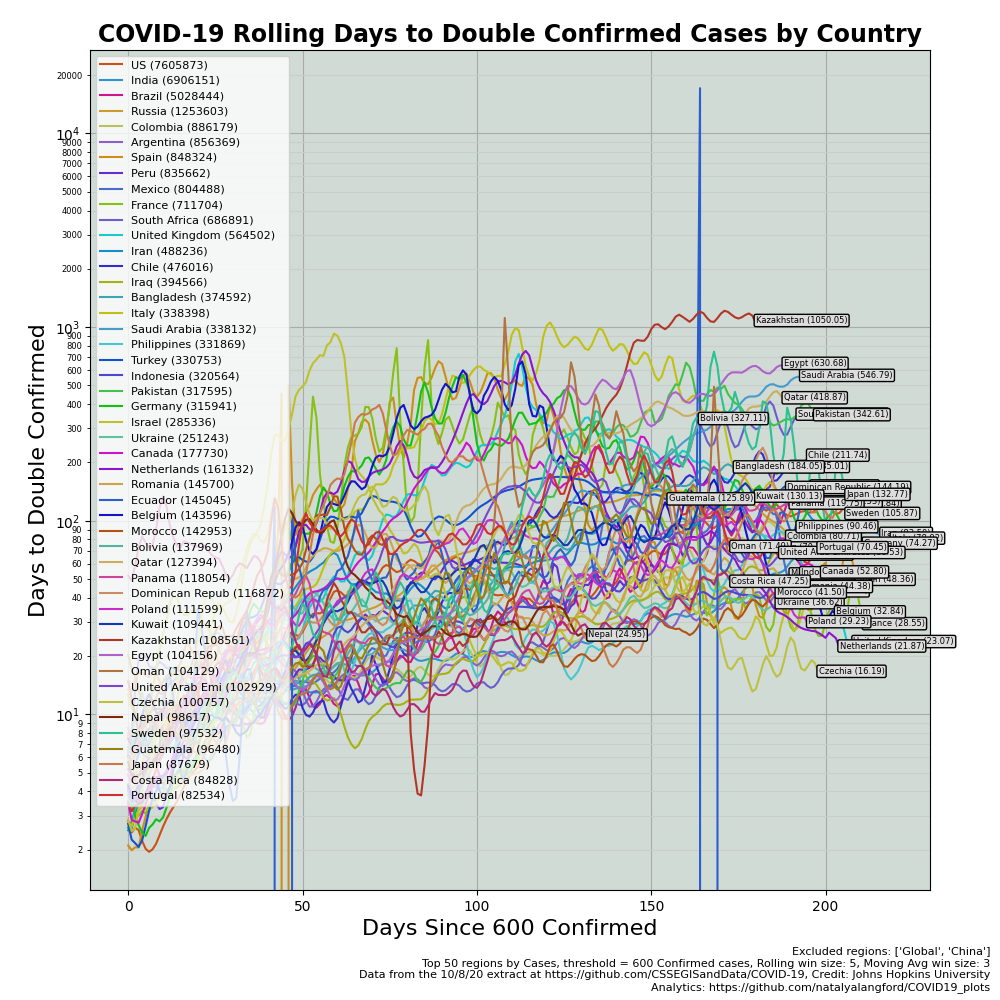 COVID-19 Rolling Days to Double Confirmed Cases by Country
Days to Double Confirmed
20000
10^4
9000
8000
7000
6000
5000
4000
3000
2000
10^3
900
800
700
600
500
400
300
200
10^2
90
80
70
60
50
40
30
20
10^1
9
8
7
6
5
4
3
2
US (7605873)
India (6906151)
Brazil (5028444)
Russia (1253603)
Colombia (886179)
Argentina (856369)
Spain (848324)
Peru (835662)
Mexico (804488)
France (711704)
South Africa (686891)
United Kingdom (564502)
Iran (488236)
Chile (476016)
Iraq (394566)
Bangladesh (374592)
Italy (338398)
Saudi Arabia (338132)
Philippines (331869)
Turkey (330753)
Indonesia (320564)
Pakistan (317595)
Germany (315941)
Israel (285336)
Ukraine (251243)
Canada (177730)
Netherlands (161332)
Romania (145700)
Ecuador (145045)
Belgium (143596)
Morocco (142953)
Bolivia (137969)
Qatar (127394)
Panama (118054)
Dominican Repub (116872)
Poland (111599)
Kuwait (109441)
Kazakhstan (108561)
Egypt (104156)
Oman (104129)
United Arab Emi (102929)
Czechia (100757)
Nepal (98617)
Sweden (97532)
Guatemala (96480)
Japan (87679)
Costa Rica (84828)
Portugal (82534)
Kazakhstan (1050.05)
Egypt (630.68)
Saudi Arabia (546.79)
Qatar (418.87)
Pakistan (342.61)
Bolivia (327.11)
Chile (211.74)
Bangladesh (184.05)
Dominican Republic (144.19)
Guatemala (125.89)
Kuwait (130.13)
Japan (132.77)
Sweden (105.87)
Philippines (90.46)
Colombia (80.71)
Portugal (70.45)
Costa Rica (47.25)
Canada (52.80)
Morocco (41.50)
Belgium (32.84)
Poland (29.23)
Nepal (24.95)
Netherlands (21.87)
Czechia (16.19)
0
50
100
150
200
Days Since 600 Confirmed
Excluded regions: ['Global', 'China']
Top 50 regions by Cases, threshold = 600 Confirmed cases, Rolling win size: 5, Moving Avg win size: 3
Data from the 10/8/20 extract at https://github.com/CSSEGISandData/COVID-19, Credit: Johns Hopkins University
Analytics: https://github.com/natalyalangford/COVID19_plots